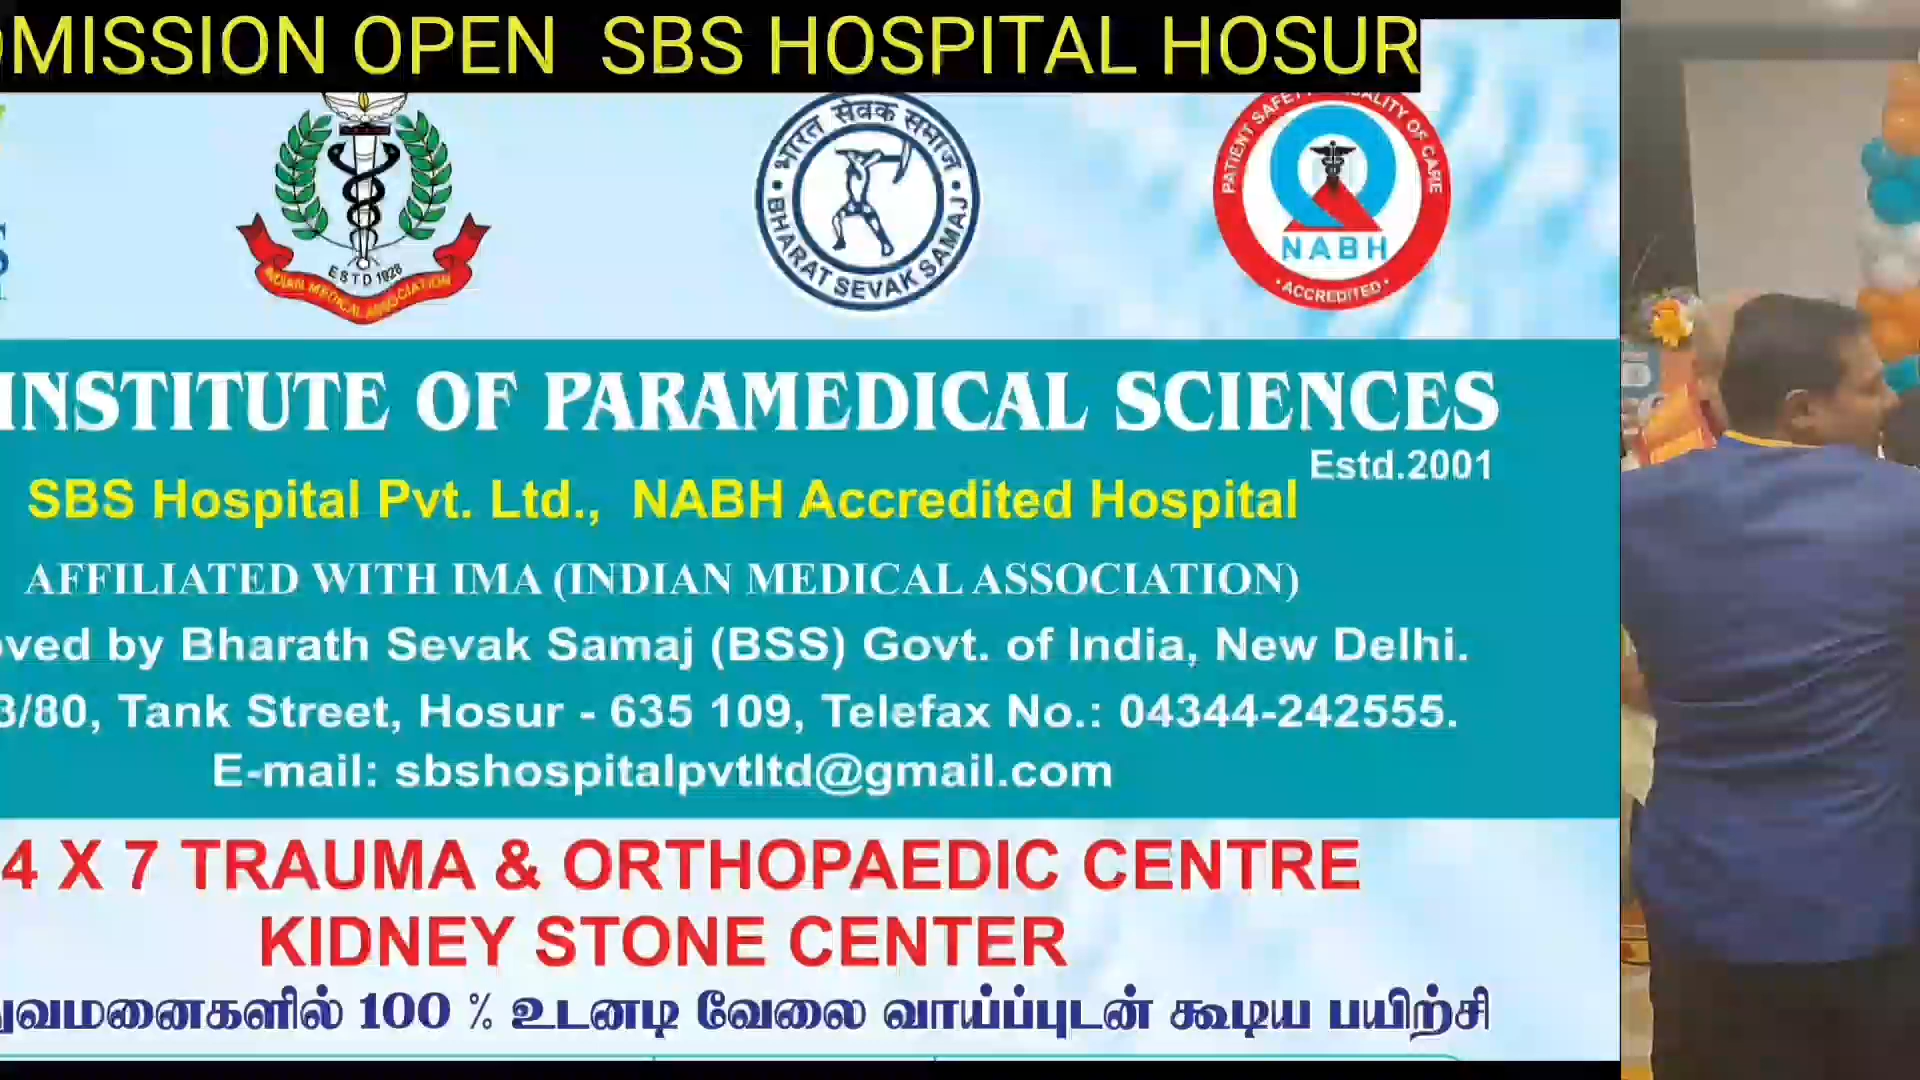 MISSION OPEN SBS HOSPITAL HOSUR
ESTD 1928
INDIAN MEDICAL ASSOCIATION
भारत सेवक समाज
BHARAT SEVAK SAMAJ
PATIENT SAFETY QUALITY OF CARE
NABH
ACCREDITED
INSTITUTE OF PARAMEDICAL SCIENCES
Estd.2001
SBS Hospital Pvt. Ltd., NABH Accredited Hospital
AFFILIATED WITH IMA (INDIAN MEDICAL ASSOCIATION)
oved by Bharath Sevak Samaj (BSS) Govt. of India, New Delhi.
3/80, Tank Street, Hosur - 635 109, Telefax No.: 04344-242555.
E-mail: sbshospitalpvtltd@gmail.com
4 X 7 TRAUMA & ORTHOPAEDIC CENTRE
KIDNEY STONE CENTER
வமனைகளில் 100 % உடனடி வேலை வாய்ப்புடன் கூடிய பயிற்சி